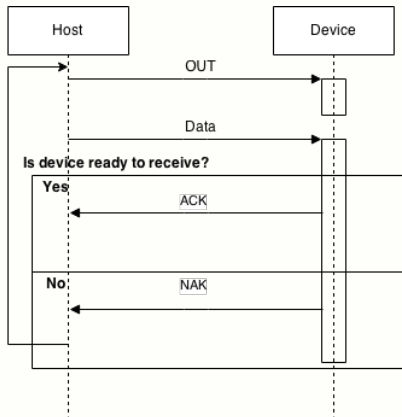 Host
Device
OUT
Data
Is device ready to receive?
Yes
ACK
No
NAK